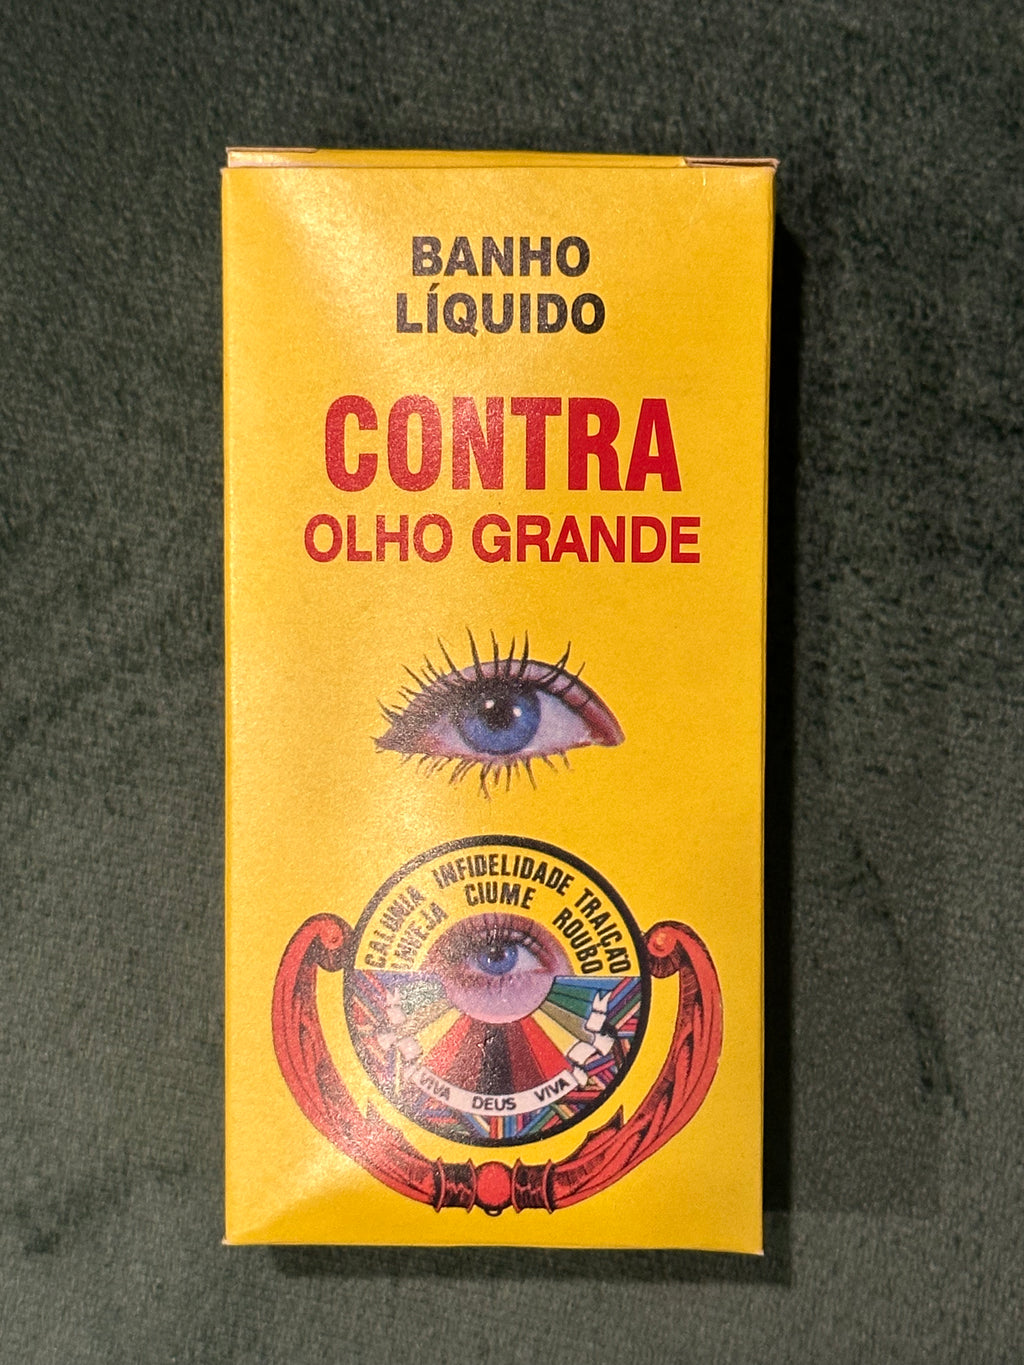 BANHO
LÍQUIDO
CONTRA
OLHO GRANDE
CALUNIA INFIDELIDADE TRAIÇÃO
INVEJA CIUME ROUBO
VIVA DEUS VIVA